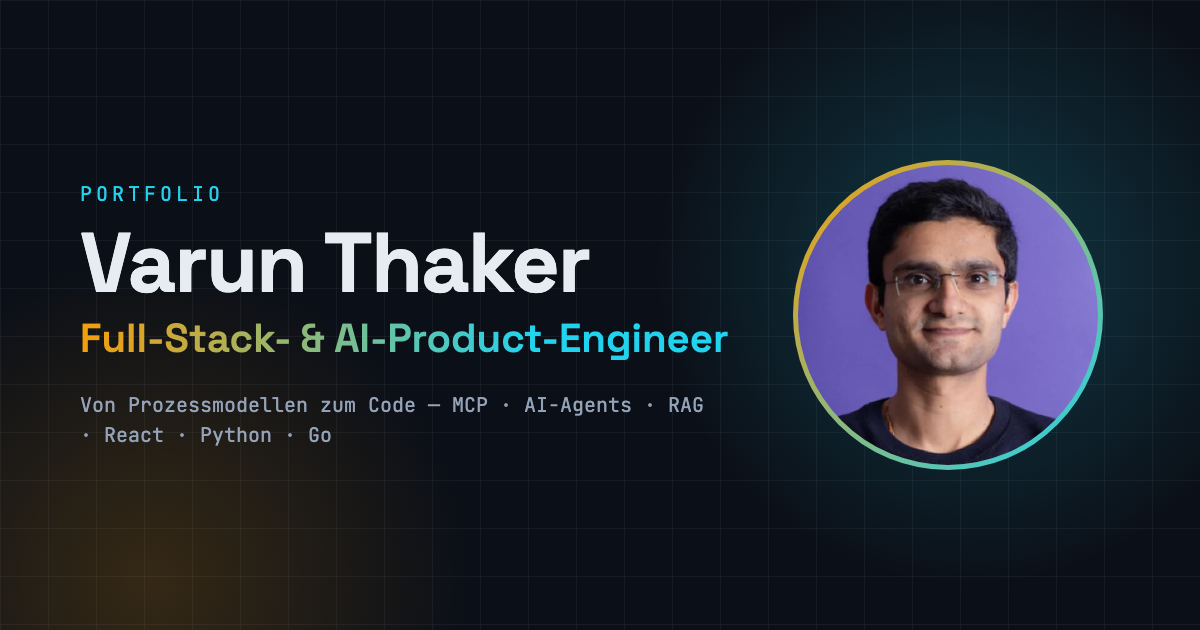 PORTFOLIO
Varun Thaker
Full-Stack- & AI-Product-Engineer
Von Prozessmodellen zum Code — MCP · AI-Agents · RAG
· React · Python · Go